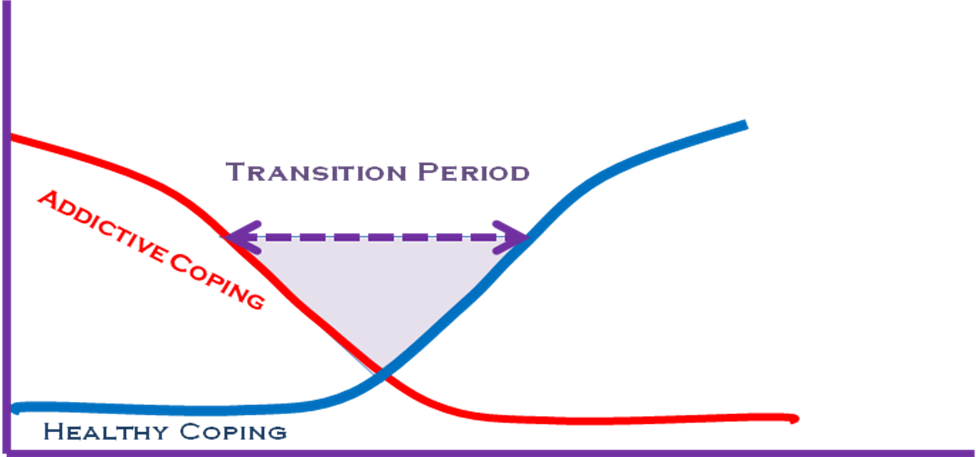 Transition Period
Addictive Coping
Healthy Coping